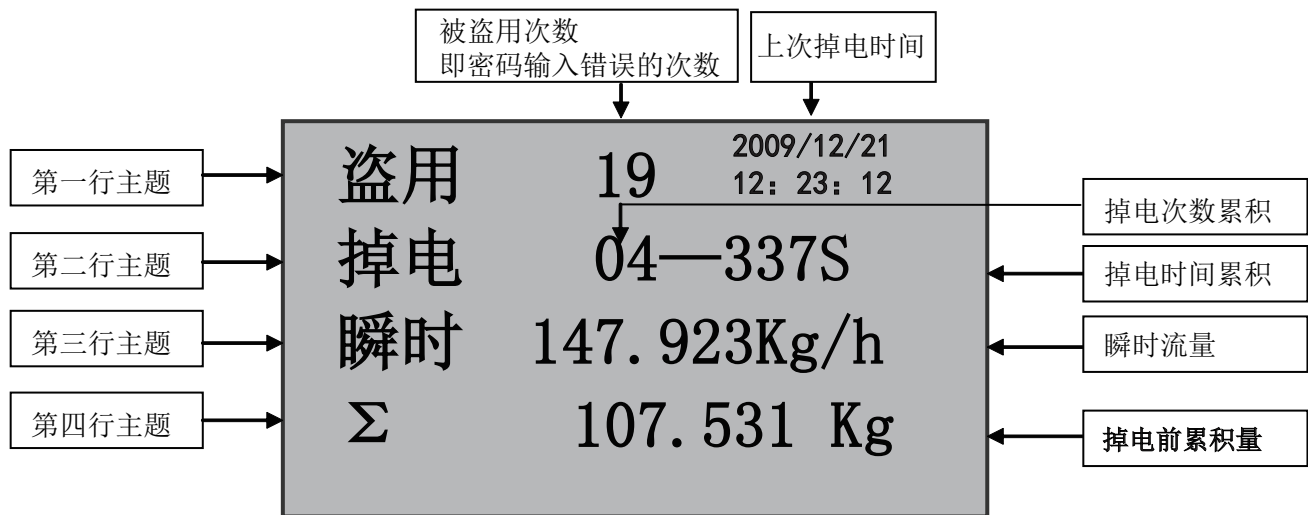 被盗用次数
即密码输入错误的次数
上次掉电时间
第一行主题
盗用 19
2009/12/21
12：23：12
掉电次数累积
第二行主题
掉电 04—337S
掉电时间累积
第三行主题
瞬时 147.923Kg/h
瞬时流量
第四行主题
Σ 107.531 Kg
掉电前累积量